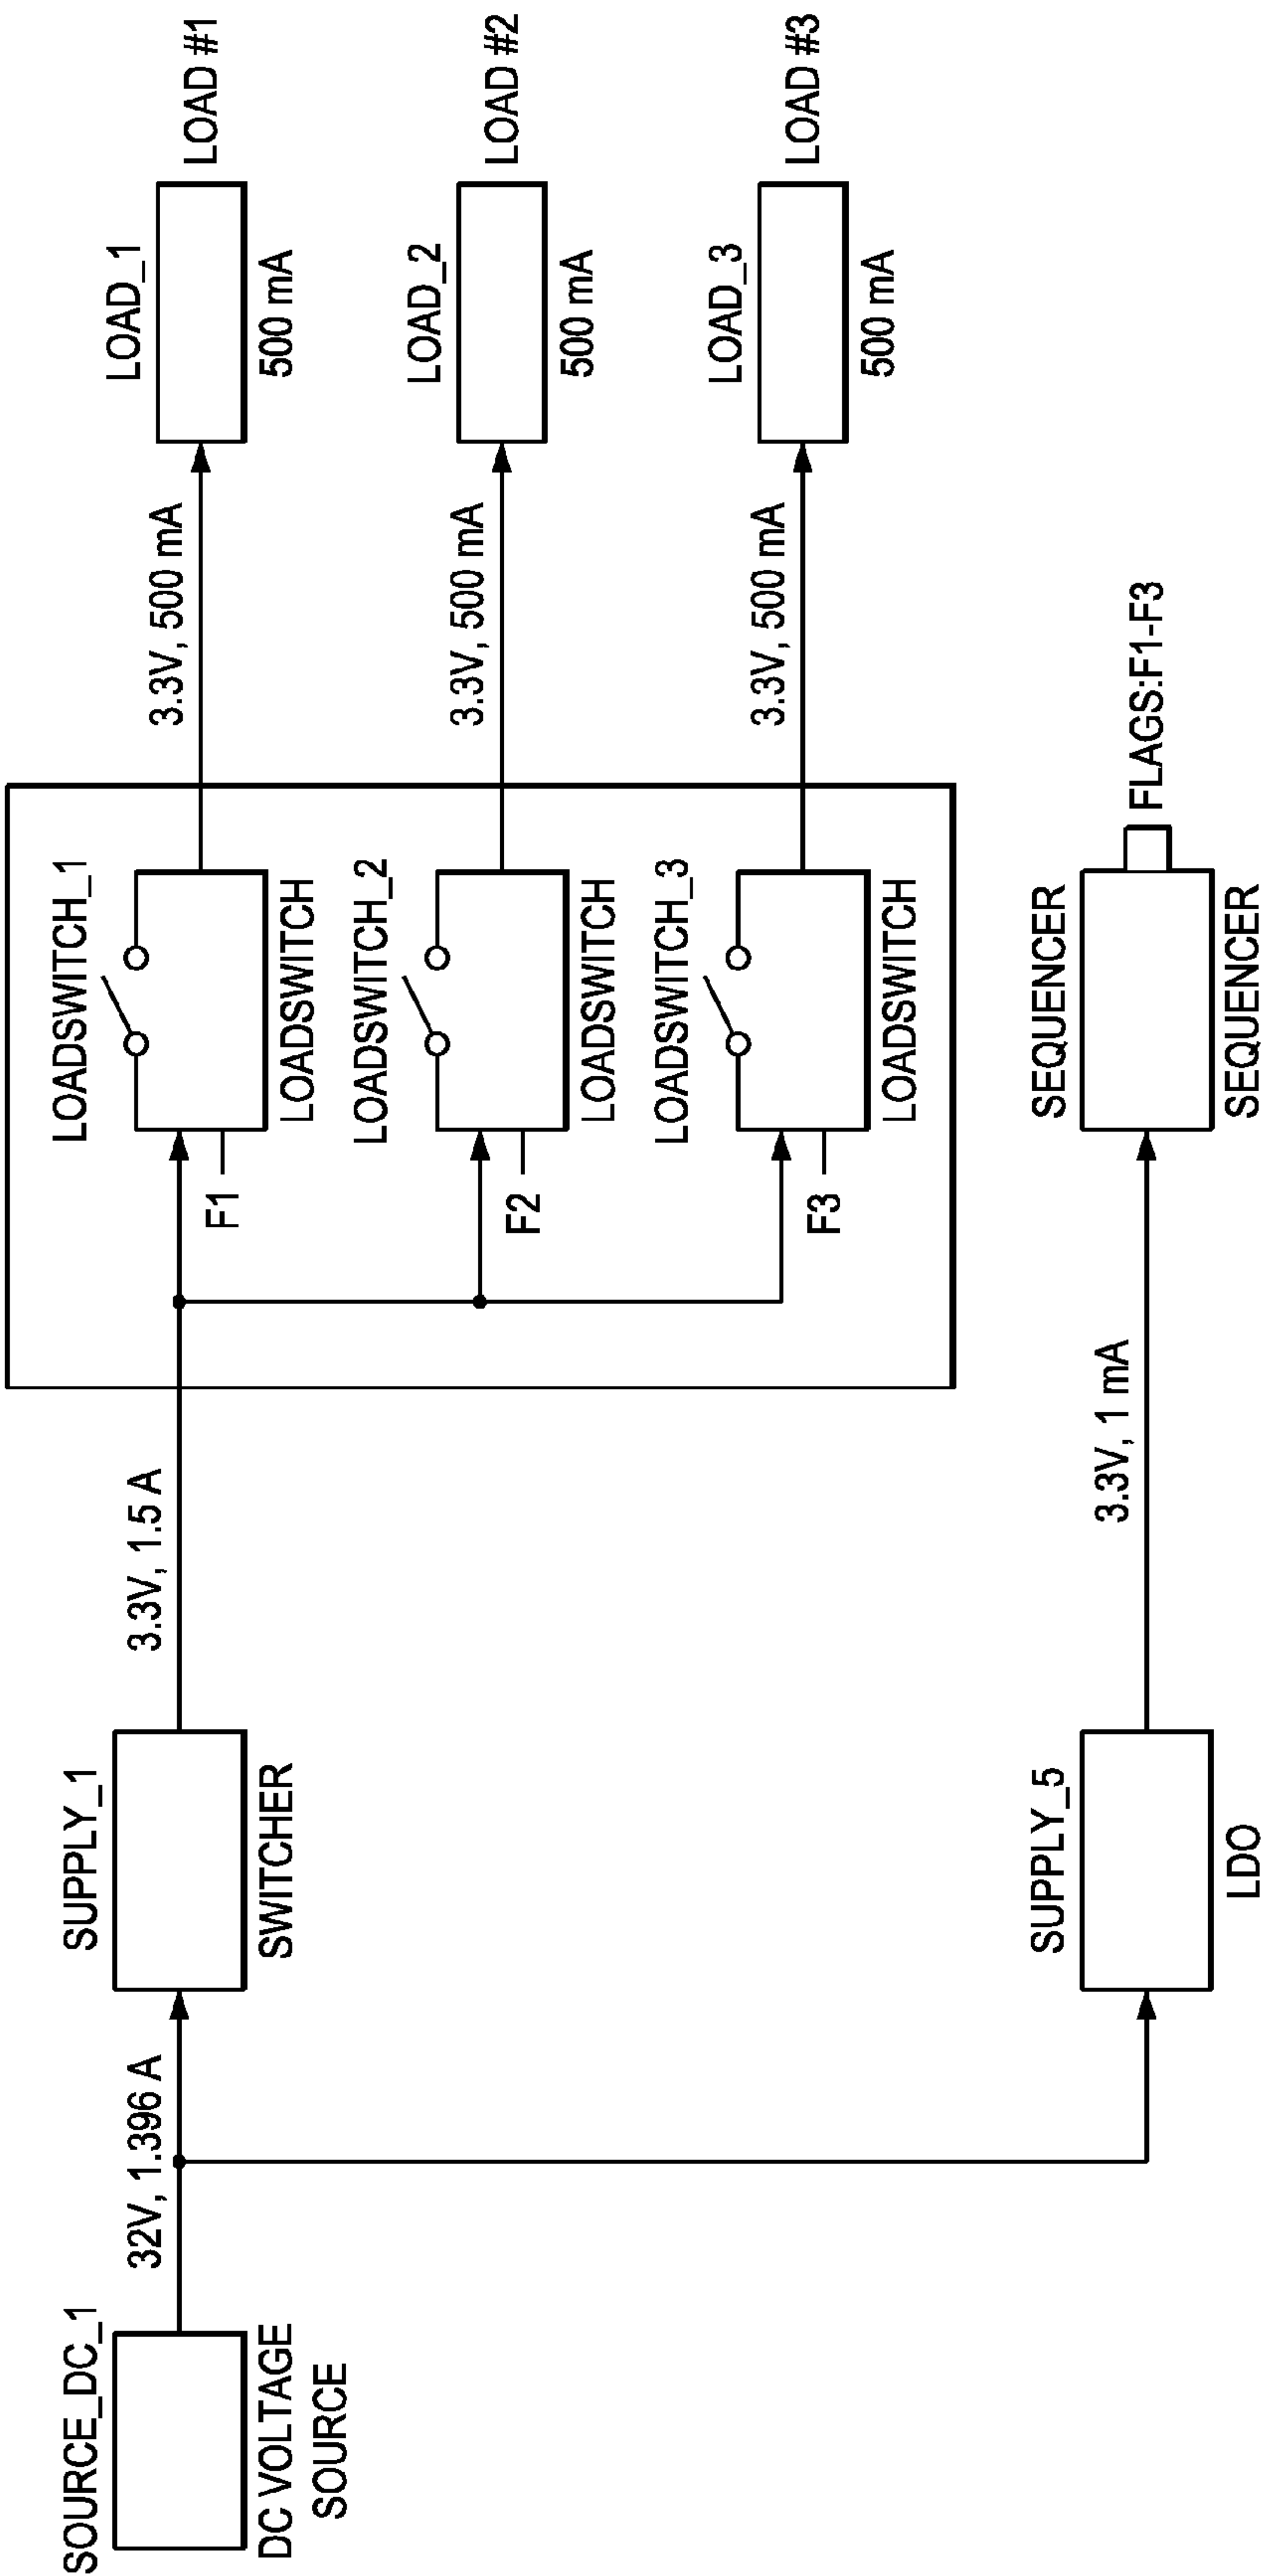 SOURCE_DC_1
DC VOLTAGE
SOURCE
32V, 1.396 A
SUPPLY_1
SWITCHER
3.3V, 1.5 A
LOADSWITCH_1
F1
LOADSWITCH
3.3V, 500 mA
LOAD_1
500 mA
LOAD #1
LOADSWITCH_2
F2
LOADSWITCH
3.3V, 500 mA
LOAD_2
500 mA
LOAD #2
LOADSWITCH_3
F3
LOADSWITCH
3.3V, 500 mA
LOAD_3
500 mA
LOAD #3
SUPPLY_5
LDO
3.3V, 1 mA
SEQUENCER
SEQUENCER
FLAGS:F1-F3